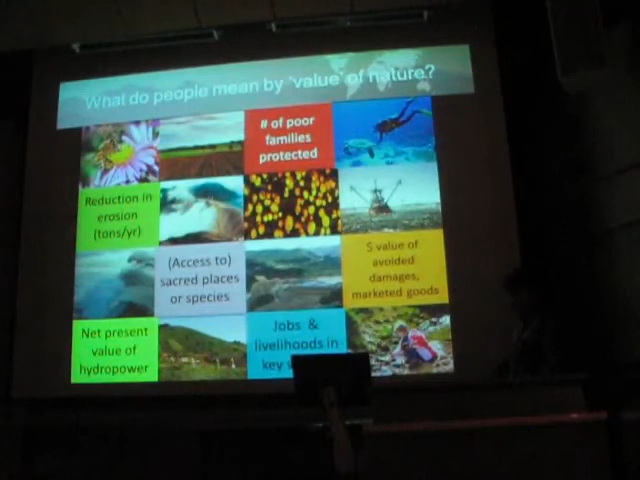 What do people mean by 'value' of nature?
# of poor
families
protected
Reduction in
erosion
(tons/yr)
(Access to)
sacred places
or species
$ value of
avoided
damages,
marketed goods
Net present
value of
hydropower
Jobs &
livelihoods in
key